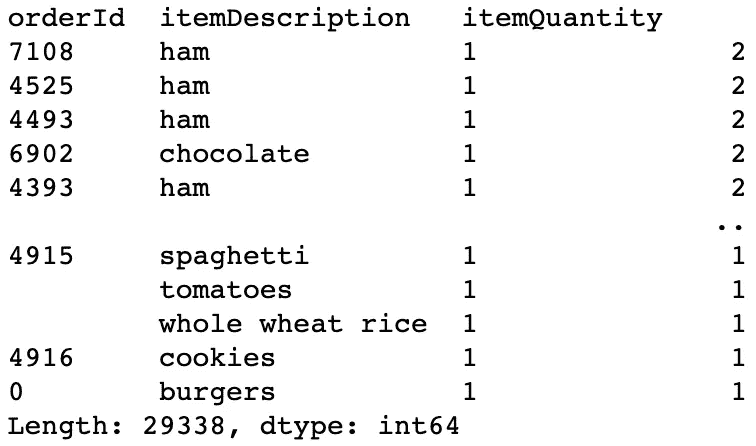 orderId  itemDescription   itemQuantity
7108     ham               1               2
4525     ham               1               2
4493     ham               1               2
6902     chocolate         1               2
4393     ham               1               2
                                          ..
4915     spaghetti         1               1
         tomatoes          1               1
         whole wheat rice  1               1
4916     cookies           1               1
0        burgers           1               1
Length: 29338, dtype: int64